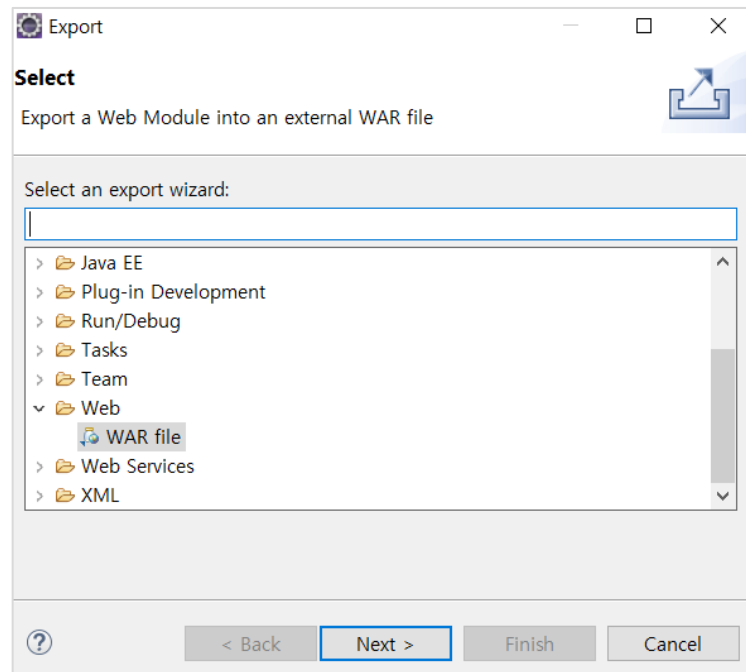 Export
Select
Export a Web Module into an external WAR file
Select an export wizard:
Java EE
Plug-in Development
Run/Debug
Tasks
Team
Web
WAR file
Web Services
XML
?
< Back Next > Finish Cancel